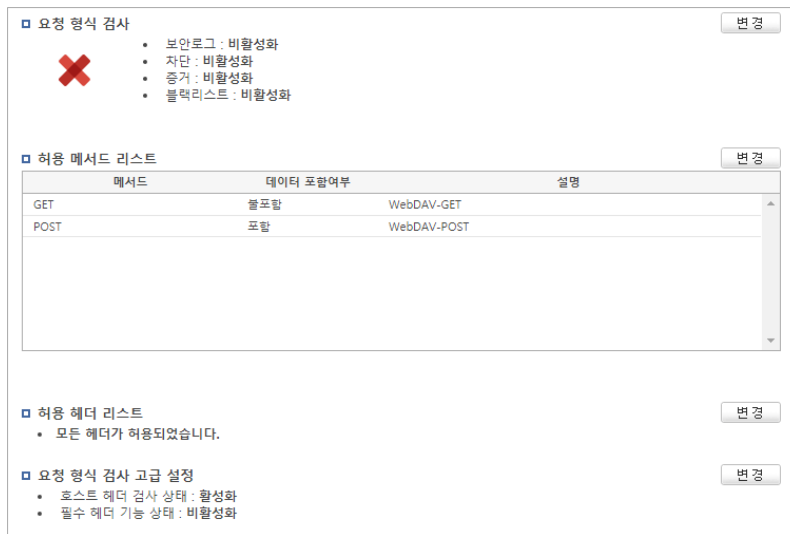 요청 형식 검사
변경
보안로그 : 비활성화
차단 : 비활성화
증거 : 비활성화
블랙리스트 : 비활성화
허용 메서드 리스트
변경
메서드 데이터 포함여부 설명
GET 불포함 WebDAV-GET
POST 포함 WebDAV-POST
허용 헤더 리스트
변경
모든 헤더가 허용되었습니다.
요청 형식 검사 고급 설정
변경
호스트 헤더 검사 상태 : 활성화
필수 헤더 기능 상태 : 비활성화